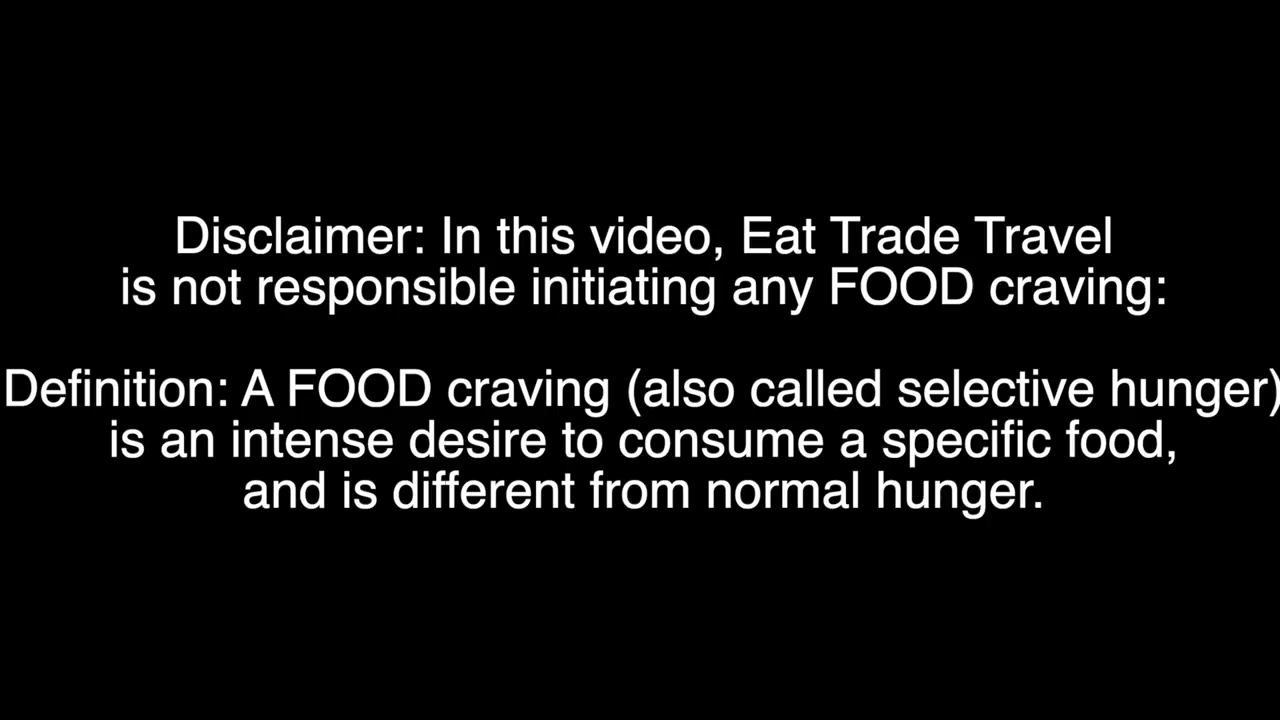 Disclaimer: In this video, Eat Trade Travel
is not responsible initiating any FOOD craving:
Definition: A FOOD craving (also called selective hunger)
is an intense desire to consume a specific food,
and is different from normal hunger.